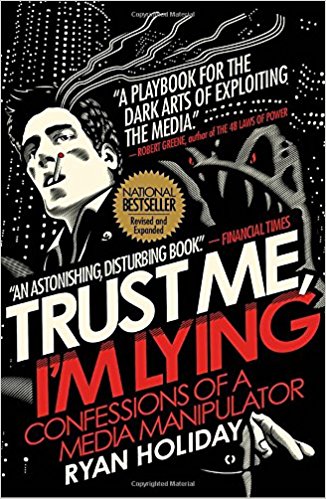 "A PLAYBOOK FOR THE
DARK ARTS OF EXPLOITING
THE MEDIA."
— ROBERT GREENE, author of THE 48 LAWS OF POWER
NATIONAL
BESTSELLER
Revised and
Expanded
"AN ASTONISHING, DISTURBING BOOK." — FINANCIAL TIMES
TRUST ME,
I'M LYING
CONFESSIONS OF A
MEDIA MANIPULATOR
RYAN HOLIDAY